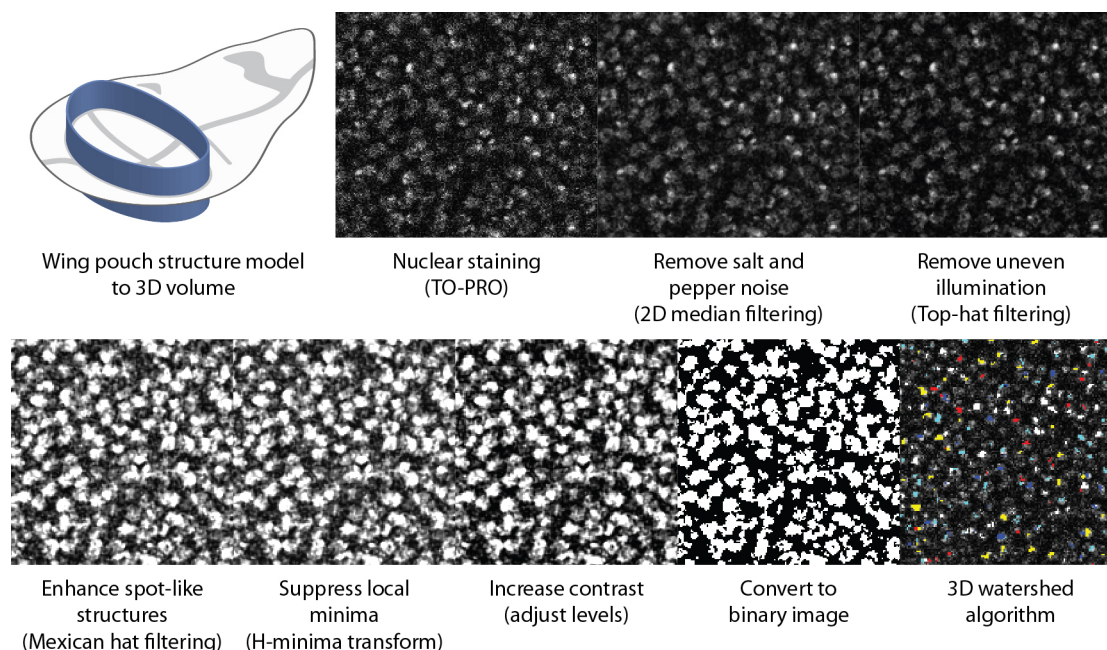 Wing pouch structure model
to 3D volume
Nuclear staining
(TO-PRO)
Remove salt and
pepper noise
(2D median filtering)
Remove uneven
illumination
(Top-hat filtering)
Enhance spot-like
structures
(Mexican hat filtering)
Suppress local
minima
(H-minima transform)
Increase contrast
(adjust levels)
Convert to
binary image
3D watershed
algorithm